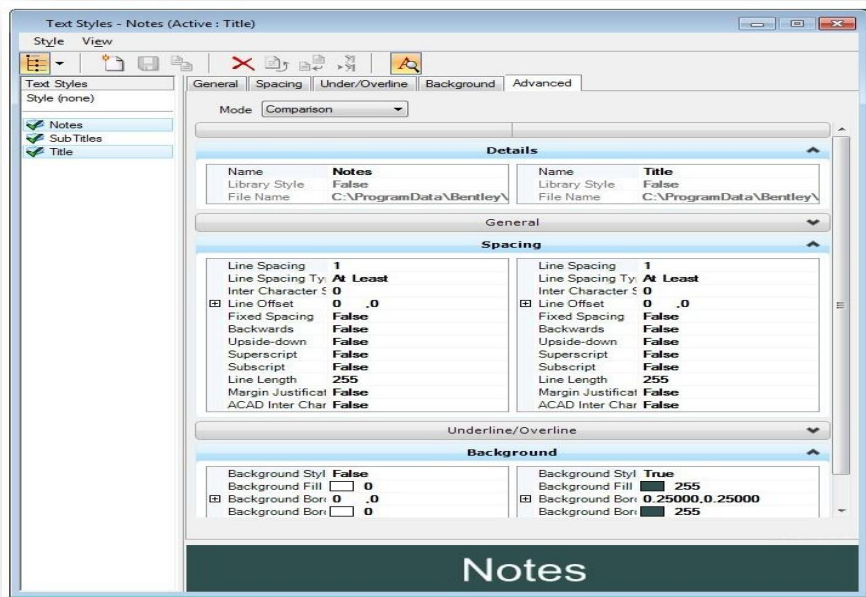 Text Styles - Notes (Active : Title)
Style View
Text Styles
Style (none)
Notes
SubTitles
Title
General Spacing Under/Overline Background Advanced
Mode Comparison
Details
Name Notes Name Title
Library Style False Library Style False
File Name C:\ProgramData\Bentley\ File Name C:\ProgramData\Bentley\
General
Spacing
Line Spacing 1 Line Spacing 1
Line Spacing Ty At Least Line Spacing Ty At Least
Inter Character S 0 Inter Character S 0
Line Offset 0 .0 Line Offset 0 .0
Fixed Spacing False Fixed Spacing False
Backwards False Backwards False
Upside-down False Upside-down False
Superscript False Superscript False
Subscript False Subscript False
Line Length 255 Line Length 255
Margin Justificat False Margin Justificat False
ACAD Inter Char False ACAD Inter Char False
Underline/Overline
Background
Background Styl False Background Styl True
Background Fill 0 Background Fill 255
Background Bor 0 .0 Background Bor 0.25000,0.25000
Background Bor 0 Background Bor 255
Notes